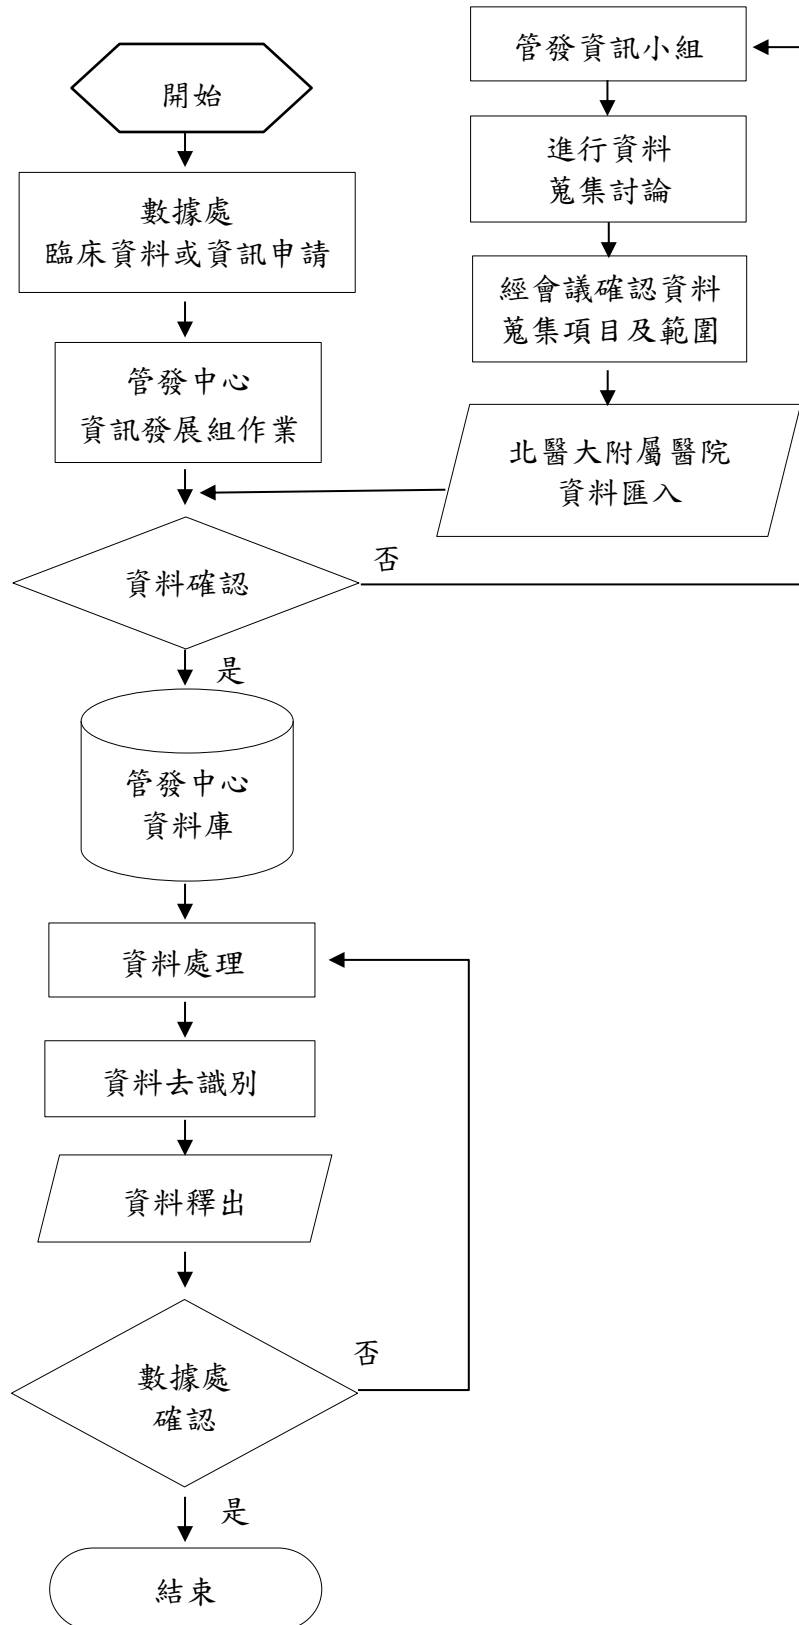 開始
數據處
臨床資料或資訊申請
管發中心
資訊發展組作業
管發資訊小組
進行資料
蒐集討論
經會議確認資料
蒐集項目及範圍
北醫大附屬醫院
資料匯入
資料確認
否
是
管發中心
資料庫
資料處理
資料去識別
資料釋出
數據處
確認
否
是
結束